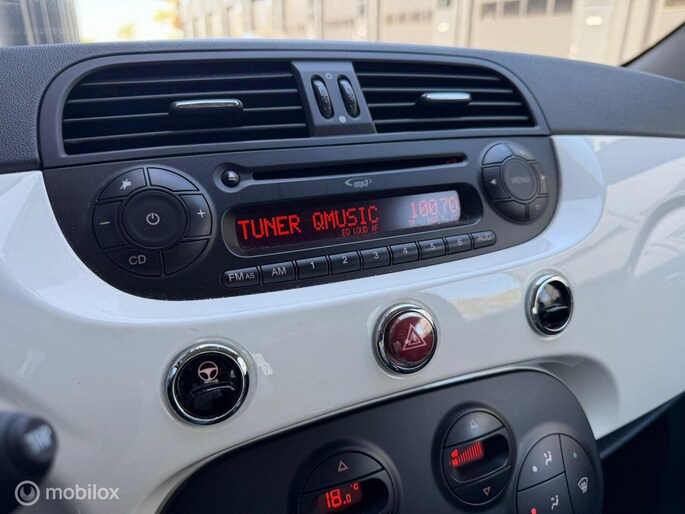 mp3
MENU
TUNER QMUSIC 10070
EQ LOUD AF
CD
FM AS AM 1 2 3 4 5 6
18.0°C
mobilox